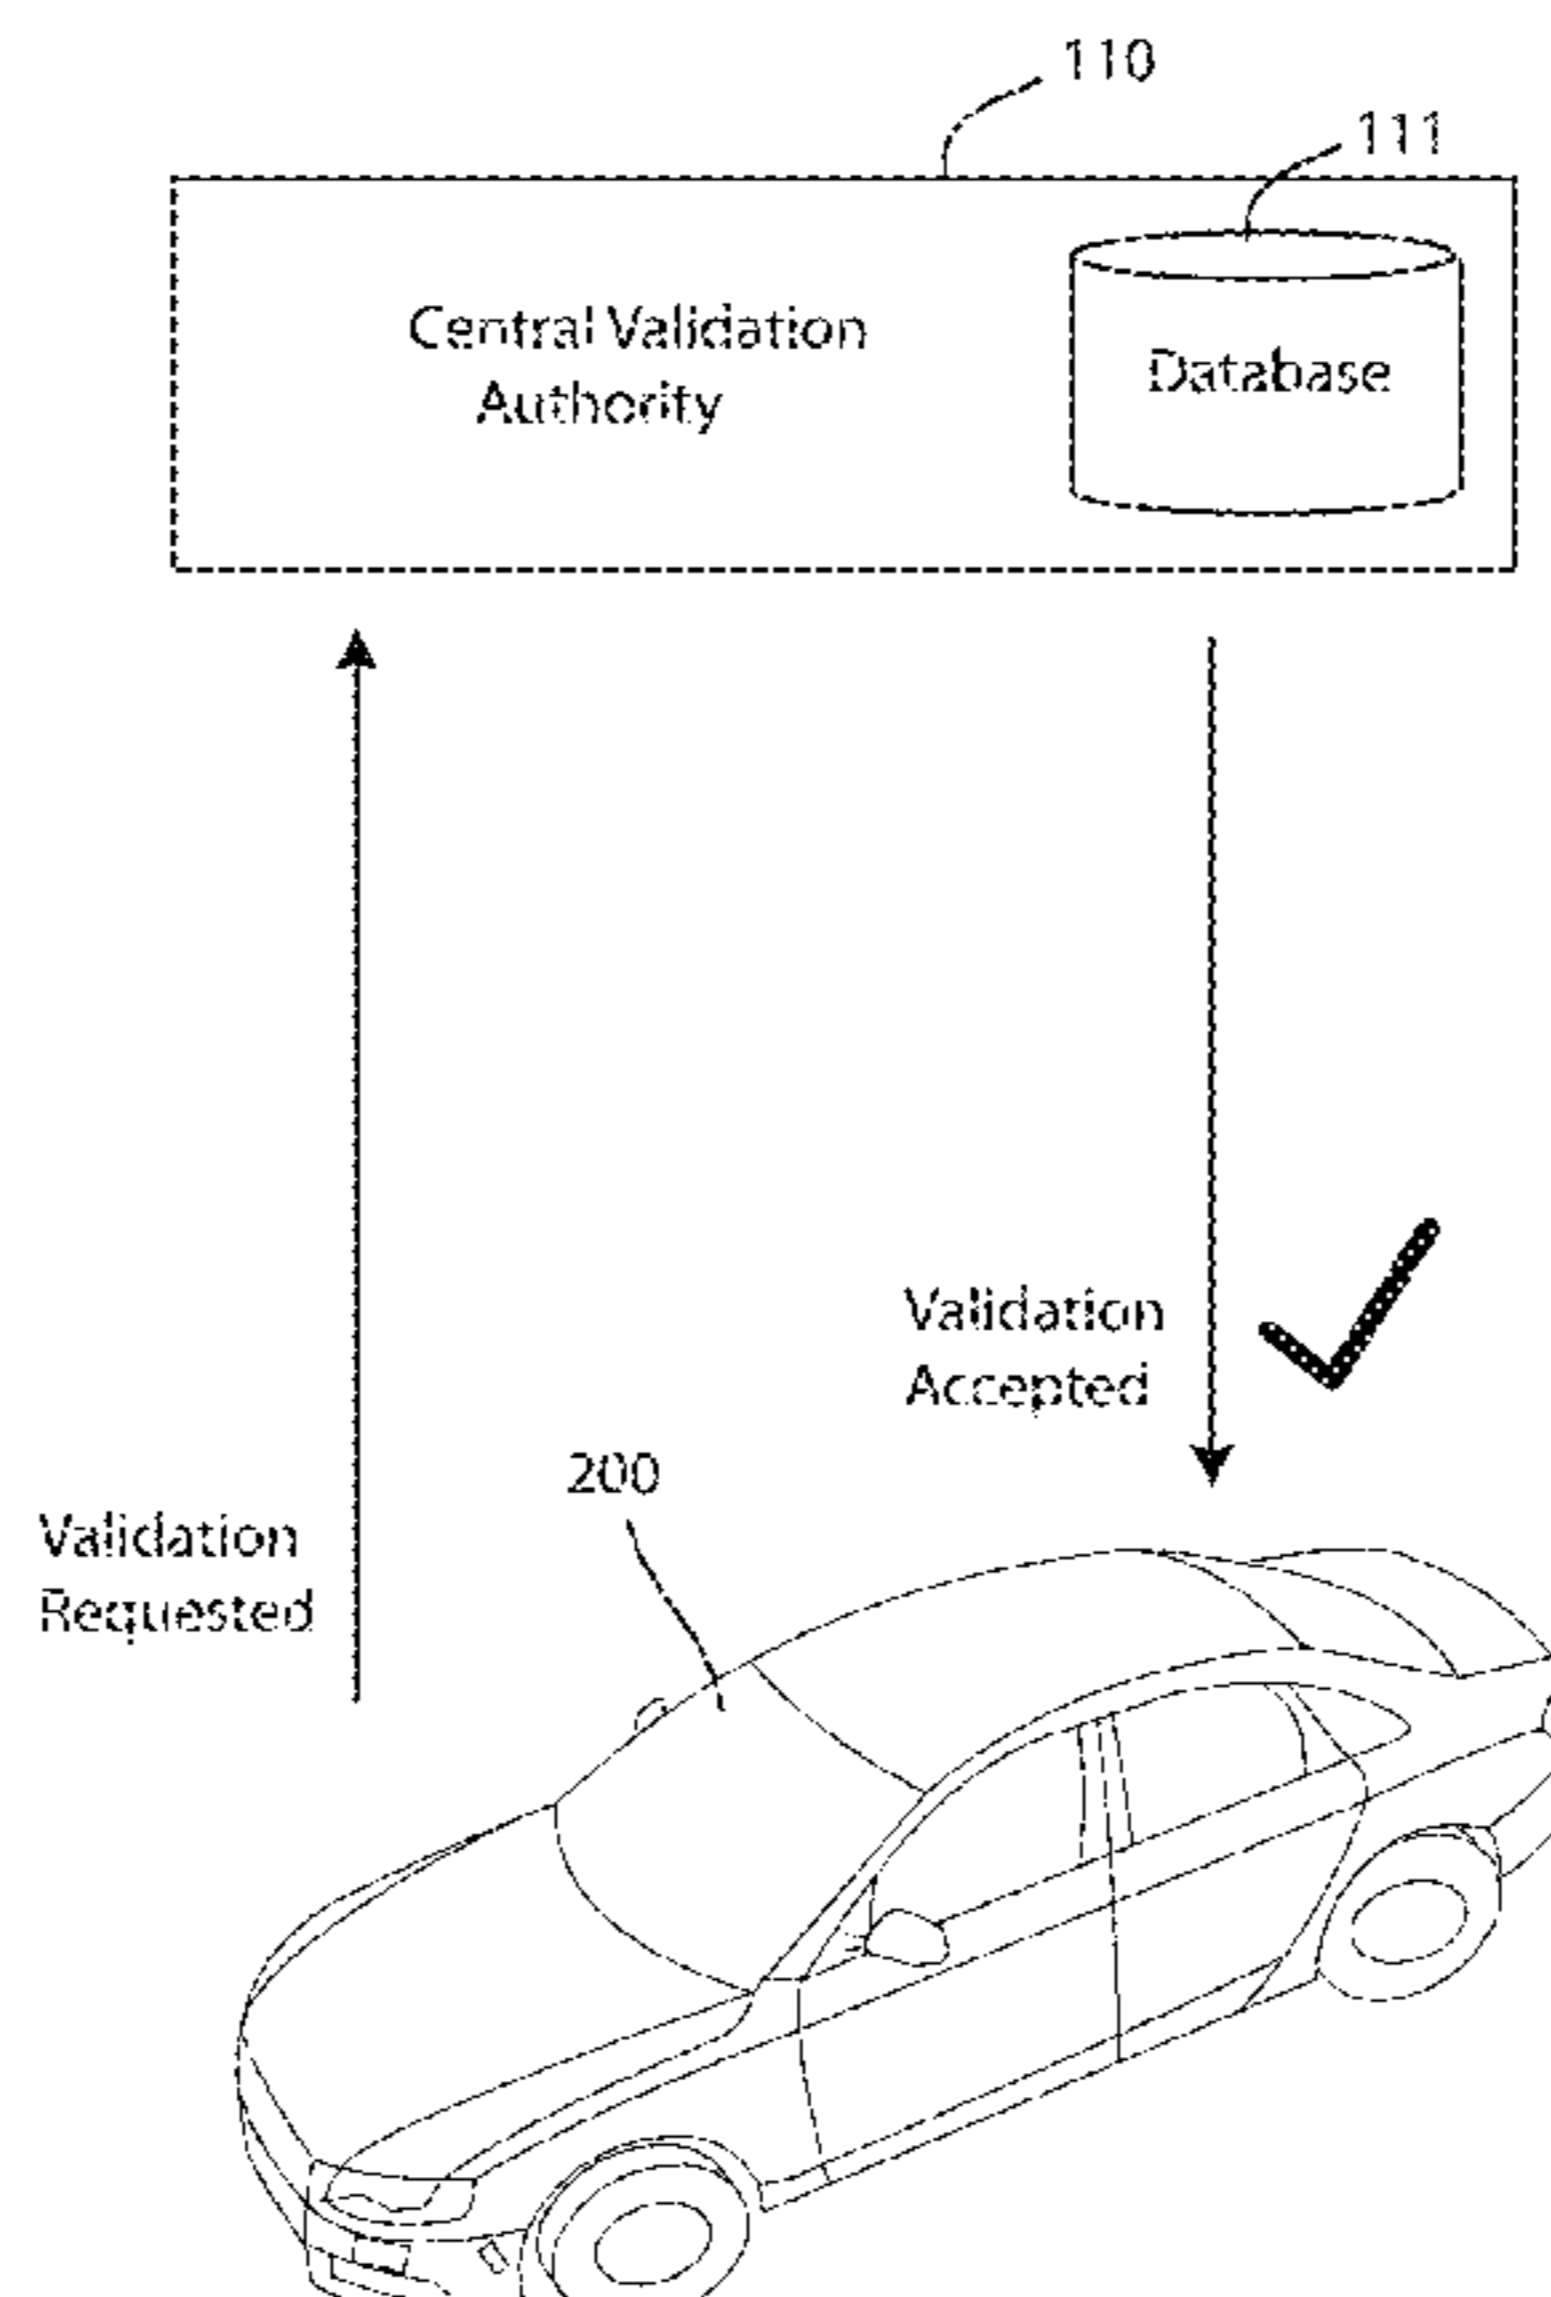 110
111
Central Validation
Authority
Database
Validation
Accepted
200
Validation
Requested